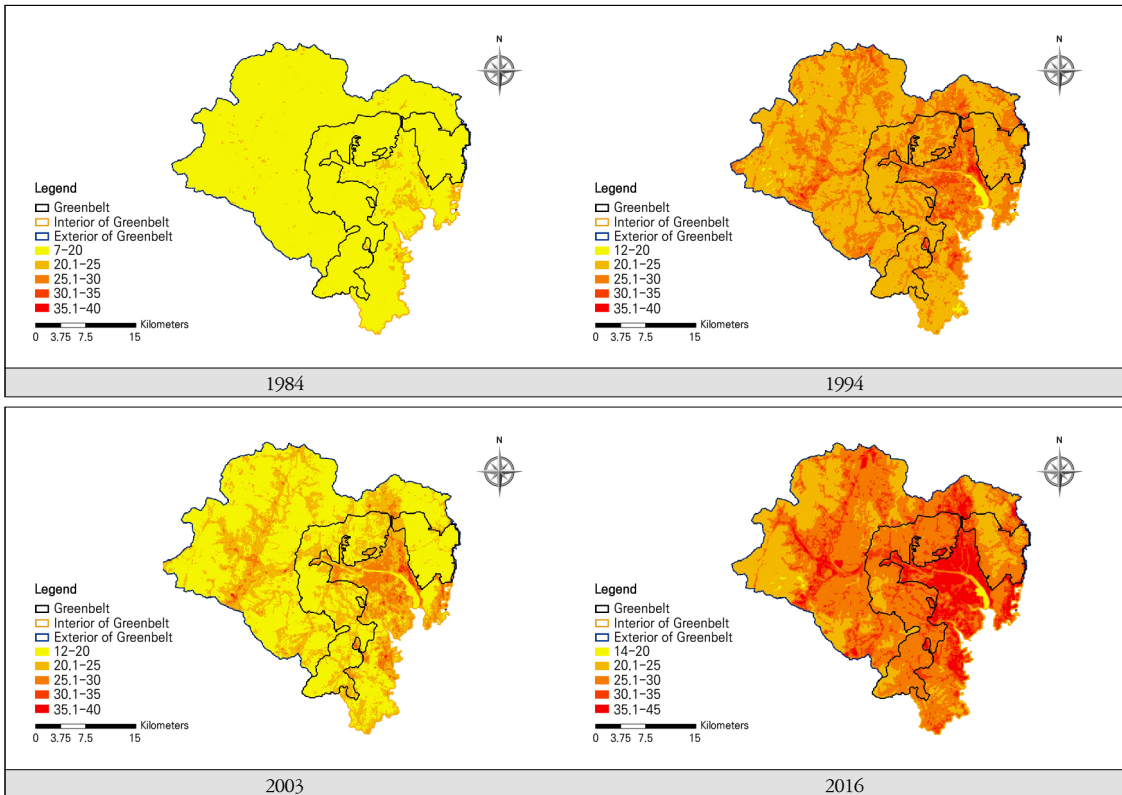 N
Legend
Greenbelt
Interior of Greenbelt
Exterior of Greenbelt
7-20
20.1-25
25.1-30
30.1-35
35.1-40
Kilometers
0 3.75 7.5 15
N
Legend
Greenbelt
Interior of Greenbelt
Exterior of Greenbelt
12-20
20.1-25
25.1-30
30.1-35
35.1-40
Kilometers
0 3.75 7.5 15
1984
1994
N
Legend
Greenbelt
Interior of Greenbelt
Exterior of Greenbelt
12-20
20.1-25
25.1-30
30.1-35
35.1-40
Kilometers
0 3.75 7.5 15
N
Legend
Greenbelt
Interior of Greenbelt
Exterior of Greenbelt
14-20
20.1-25
25.1-30
30.1-35
35.1-45
Kilometers
0 3.75 7.5 15
2003
2016